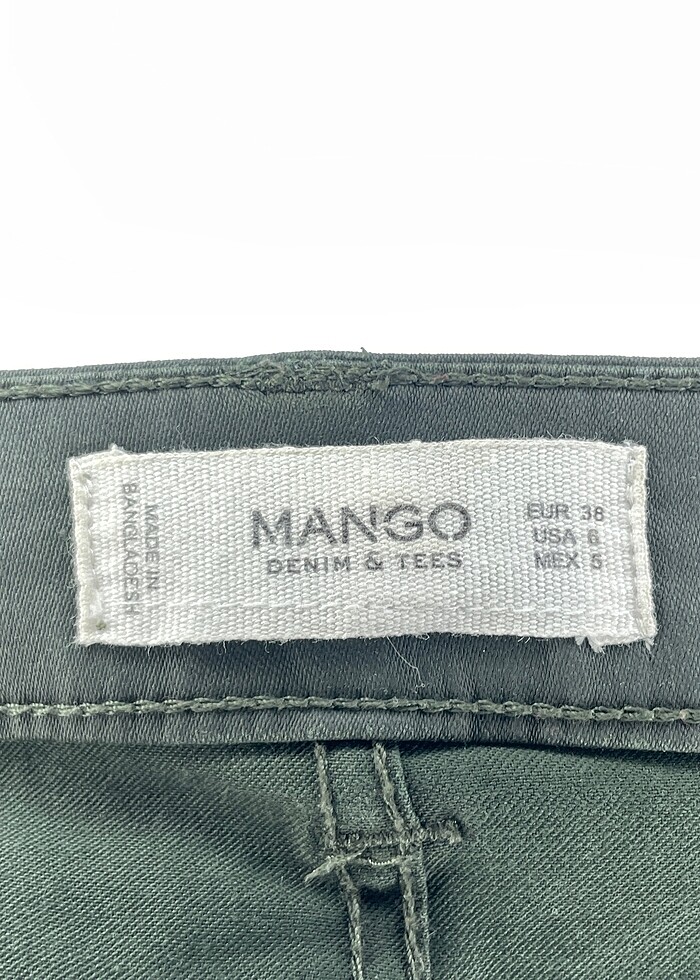 MADE IN
BANGLADESH
MANGO
DENIM & TEES
EUR 38
USA 6
MEX 5